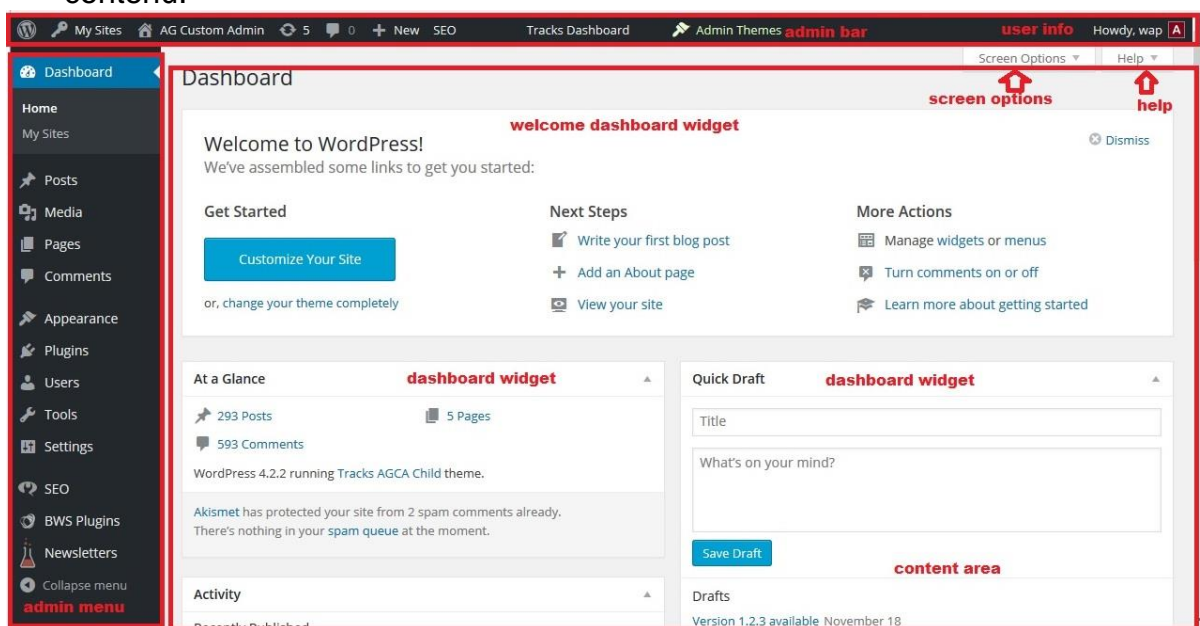 My Sites AG Custom Admin 5 0 New SEO Tracks Dashboard Admin Themes admin bar user info Howdy, wap A
Screen Options Help
screen options help
Dashboard
Home
My Sites
Posts
Media
Pages
Comments
Appearance
Plugins
Users
Tools
Settings
SEO
BWS Plugins
Newsletters
Collapse menu
admin menu
Dashboard
welcome dashboard widget
Welcome to WordPress! Dismiss
We've assembled some links to get you started:
Get Started
Customize Your Site
or, change your theme completely
Next Steps
Write your first blog post
Add an About page
View your site
More Actions
Manage widgets or menus
Turn comments on or off
Learn more about getting started
At a Glance dashboard widget
293 Posts 5 Pages
593 Comments
WordPress 4.2.2 running Tracks AGCA Child theme.
Akismet has protected your site from 2 spam comments already.
There's nothing in your spam queue at the moment.
Activity
Quick Draft dashboard widget
Title
What's on your mind?
Save Draft
content area
Drafts
Version 1.2.3 available November 18